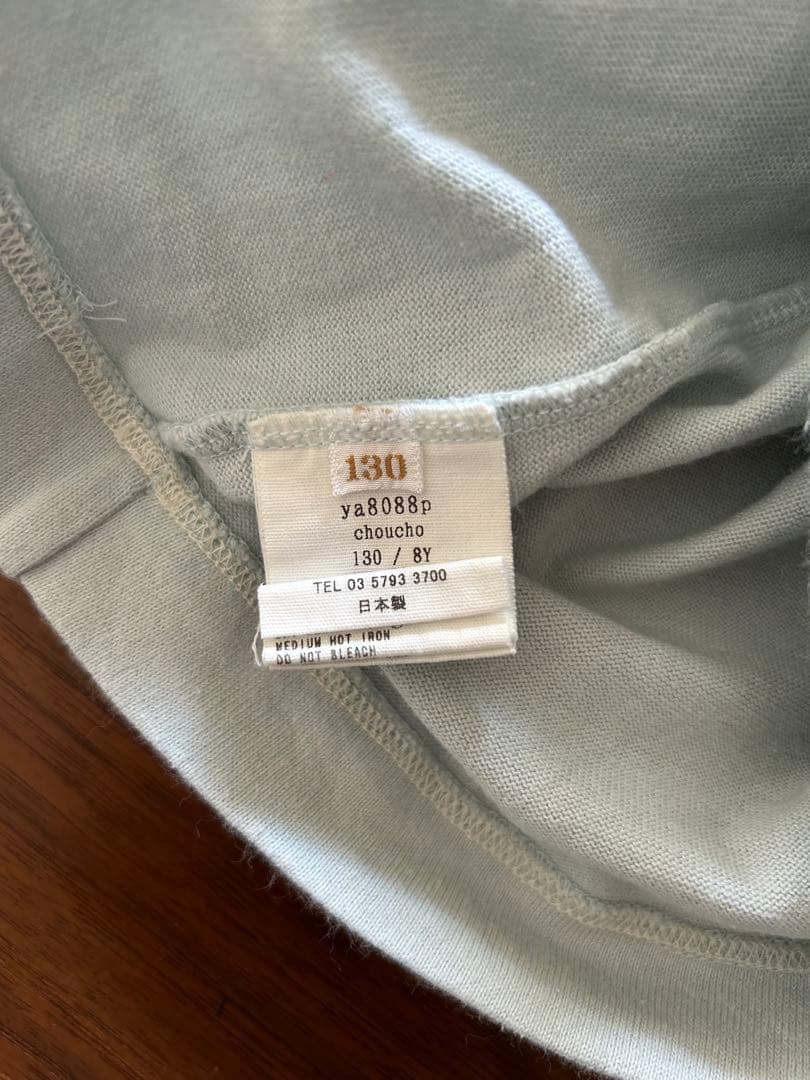 130
ya8088p
choucho
130 / 8Y
TEL 03 5793 3700
日本製
MEDIUM HOT IRON
DO NOT BLEACH